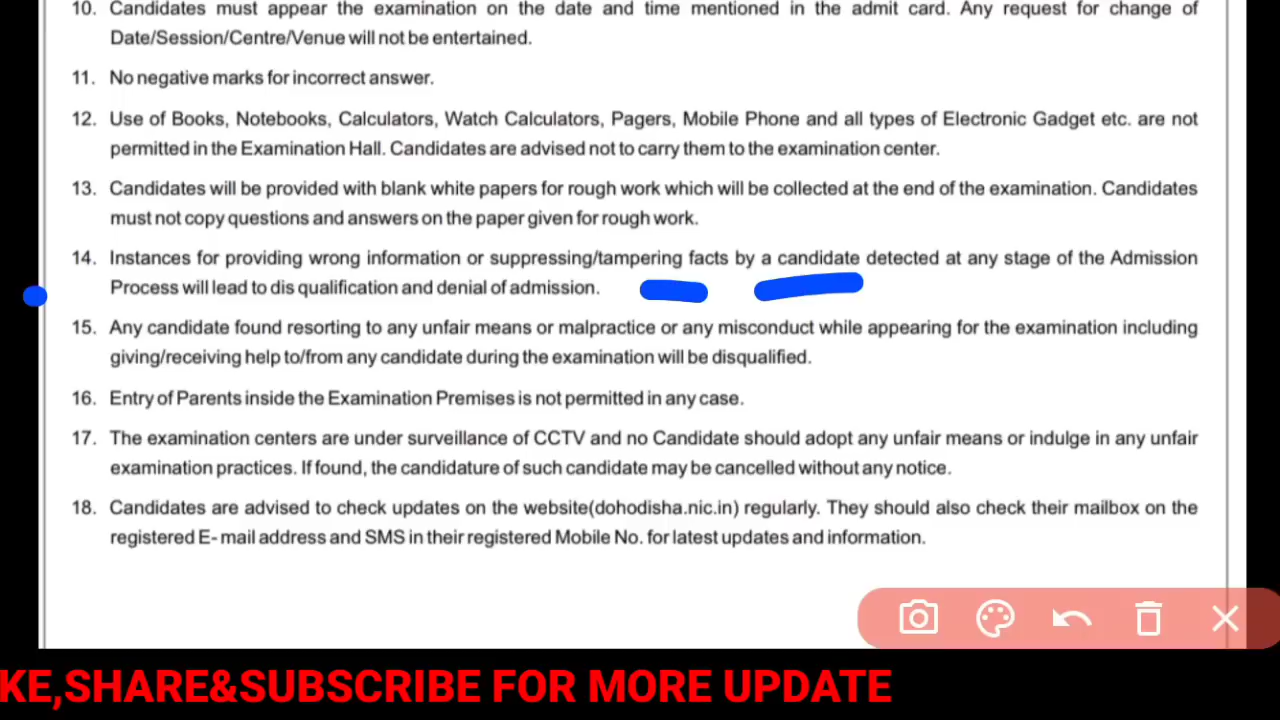 10. Candidates must appear the examination on the date and time mentioned in the admit card. Any request for change of
Date/Session/Centre/Venue will not be entertained.
11. No negative marks for incorrect answer.
12. Use of Books, Notebooks, Calculators, Watch Calculators, Pagers, Mobile Phone and all types of Electronic Gadget etc. are not
permitted in the Examination Hall. Candidates are advised not to carry them to the examination center.
13. Candidates will be provided with blank white papers for rough work which will be collected at the end of the examination. Candidates
must not copy questions and answers on the paper given for rough work.
14. Instances for providing wrong information or suppressing/tampering facts by a candidate detected at any stage of the Admission
Process will lead to dis qualification and denial of admission.
15. Any candidate found resorting to any unfair means or malpractice or any misconduct while appearing for the examination including
giving/receiving help to/from any candidate during the examination will be disqualified.
16. Entry of Parents inside the Examination Premises is not permitted in any case.
17. The examination centers are under surveillance of CCTV and no Candidate should adopt any unfair means or indulge in any unfair
examination practices. If found, the candidature of such candidate may be cancelled without any notice.
18. Candidates are advised to check updates on the website(dohodisha.nic.in) regularly. They should also check their mailbox on the
registered E- mail address and SMS in their registered Mobile No. for latest updates and information.
KE,SHARE&SUBSCRIBE FOR MORE UPDATE